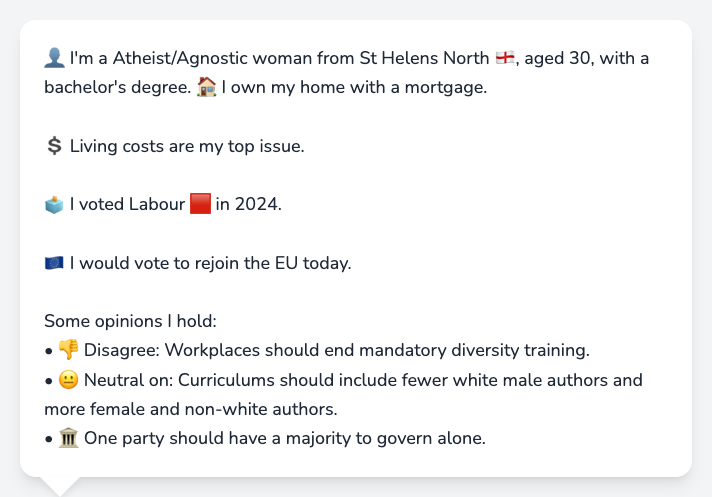 👤 I'm a Atheist/Agnostic woman from St Helens North 🏴󠁧󠁢󠁥󠁮󠁧󠁿, aged 30, with a
bachelor's degree. 🏠 I own my home with a mortgage.
💲 Living costs are my top issue.
🗳️ I voted Labour 🟥 in 2024.
🇪🇺 I would vote to rejoin the EU today.
Some opinions I hold:
• 👎 Disagree: Workplaces should end mandatory diversity training.
• 😐 Neutral on: Curriculums should include fewer white male authors and
more female and non-white authors.
• 🏛️ One party should have a majority to govern alone.